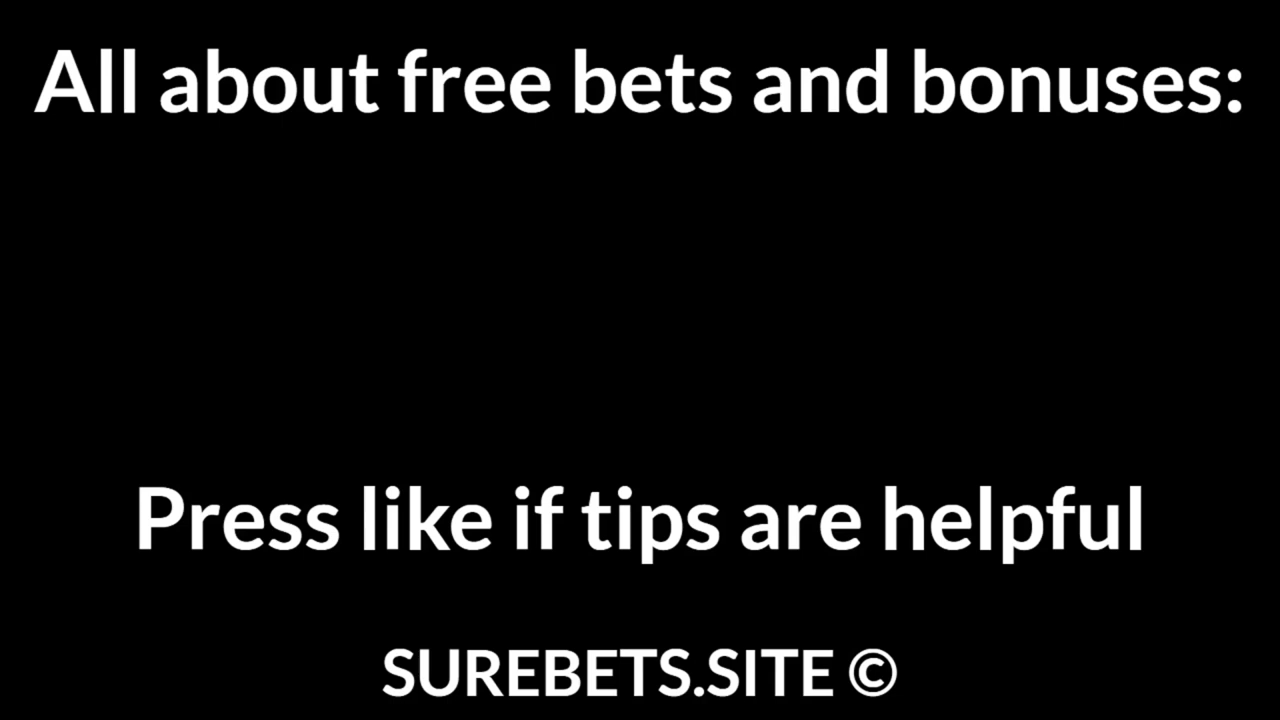 All about free bets and bonuses:
Press like if tips are helpful
SUREBETS.SITE ©